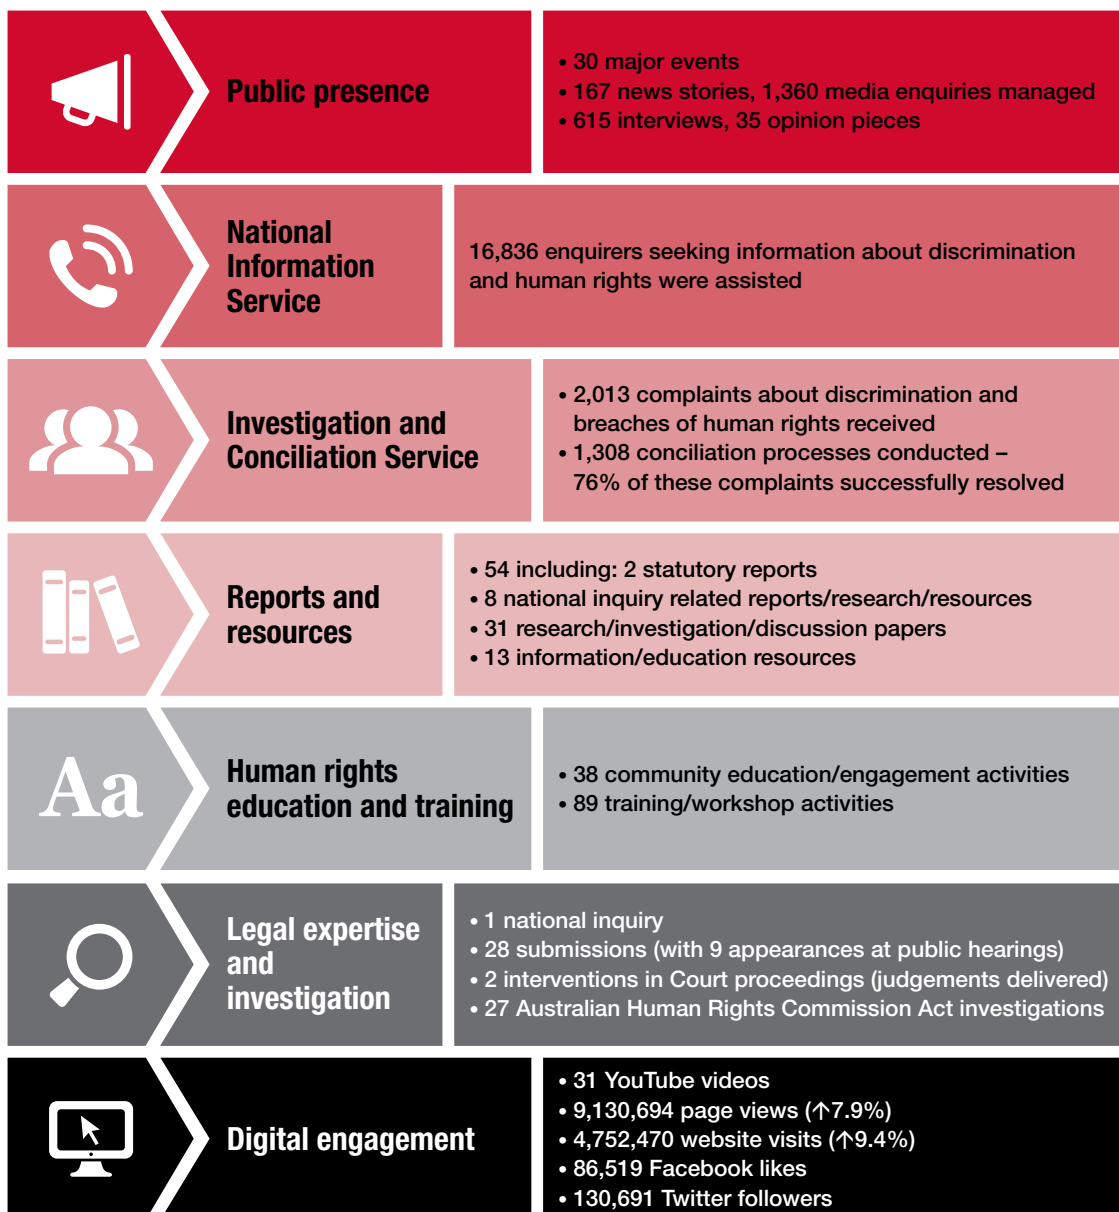 Public presence
• 30 major events
• 167 news stories, 1,360 media enquiries managed
• 615 interviews, 35 opinion pieces
National
Information
Service
16,836 enquirers seeking information about discrimination
and human rights were assisted
Investigation and
Conciliation Service
• 2,013 complaints about discrimination and
breaches of human rights received
• 1,308 conciliation processes conducted –
76% of these complaints successfully resolved
Reports and
resources
• 54 including: 2 statutory reports
• 8 national inquiry related reports/research/resources
• 31 research/investigation/discussion papers
• 13 information/education resources
Aa
Human rights
education and training
• 38 community education/engagement activities
• 89 training/workshop activities
Legal expertise
and
investigation
• 1 national inquiry
• 28 submissions (with 9 appearances at public hearings)
• 2 interventions in Court proceedings (judgements delivered)
• 27 Australian Human Rights Commission Act investigations
Digital engagement
• 31 YouTube videos
• 9,130,694 page views (↑7.9%)
• 4,752,470 website visits (↑9.4%)
• 86,519 Facebook likes
• 130,691 Twitter followers